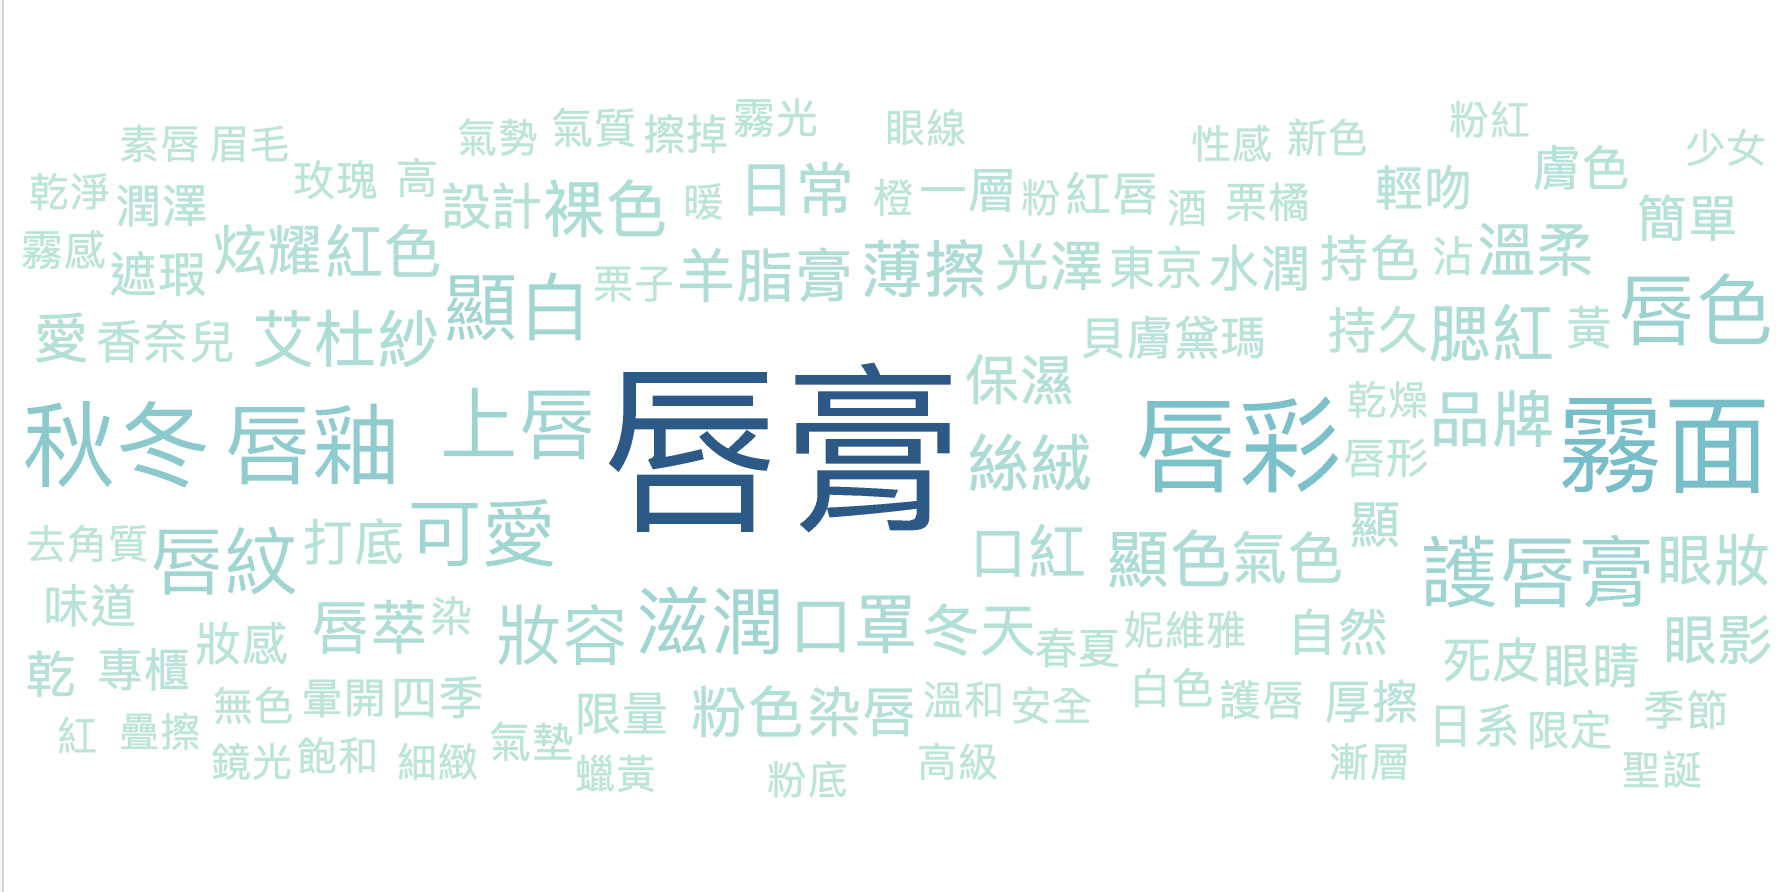 素唇 眉毛 氣勢 氣質 擦掉 霧光 眼線 性感 新色 粉紅 少女
乾淨 潤澤 玫瑰 高 設計 裸色 暖 日常 橙 一層 粉 紅唇 酒 栗橘 輕吻 膚色 簡單
霧感 遮瑕 炫耀 紅色 顯白 栗子 羊脂膏 薄擦 光澤 東京 水潤 持色 沾 溫柔 唇色
愛 香奈兒 艾杜紗 貝膚黛瑪 持久 腮紅 黃
秋冬 唇釉 上唇 唇膏 保濕 絲絨 唇彩 乾燥 唇形 品牌 霧面
去角質 唇紋 打底 可愛 口紅 顯色 氣色 顯 護唇膏 眼妝
味道 妝感 唇萃 染 妝容 滋潤 口罩 冬天 春夏 妮維雅 自然 死皮 眼睛 眼影
乾 專櫃 無色 暈開 四季 限量 粉色 染唇 溫和 安全 白色 護唇 厚擦 日系 限定 季節
紅 疊擦 鏡光 飽和 細緻 氣墊 蠟黃 粉底 高級 漸層 聖誕